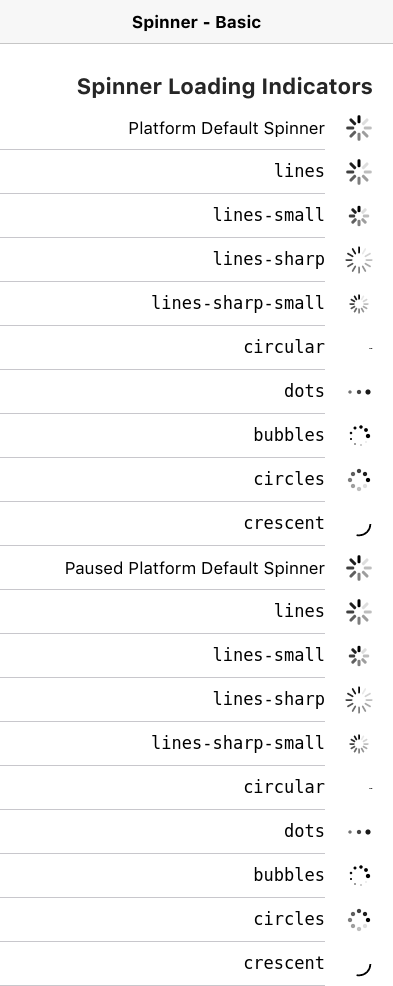 Spinner - Basic
Spinner Loading Indicators
Platform Default Spinner
lines
lines-small
lines-sharp
lines-sharp-small
circular
dots
bubbles
circles
crescent
Paused Platform Default Spinner
lines
lines-small
lines-sharp
lines-sharp-small
circular
dots
bubbles
circles
crescent